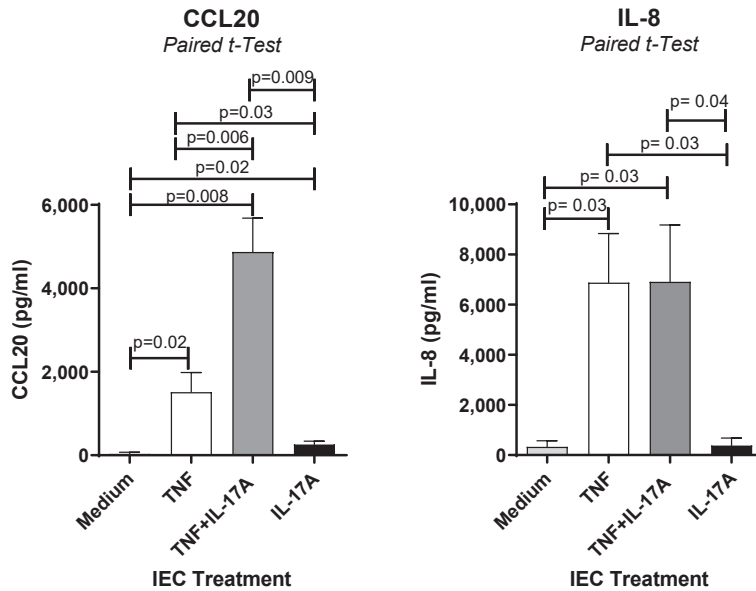 CCL20
Paired t-Test
p=0.009
p=0.03
p=0.006
p=0.02
p=0.008
p=0.02
6,000
4,000
2,000
0
CCL20 (pg/ml)
Medium
TNF
TNF+IL-17A
IL-17A
IEC Treatment
IL-8
Paired t-Test
p= 0.04
p= 0.03
p= 0.03
p= 0.03
10,000
8,000
6,000
4,000
2,000
0
IL-8 (pg/ml)
Medium
TNF
TNF+IL-17A
IL-17A
IEC Treatment